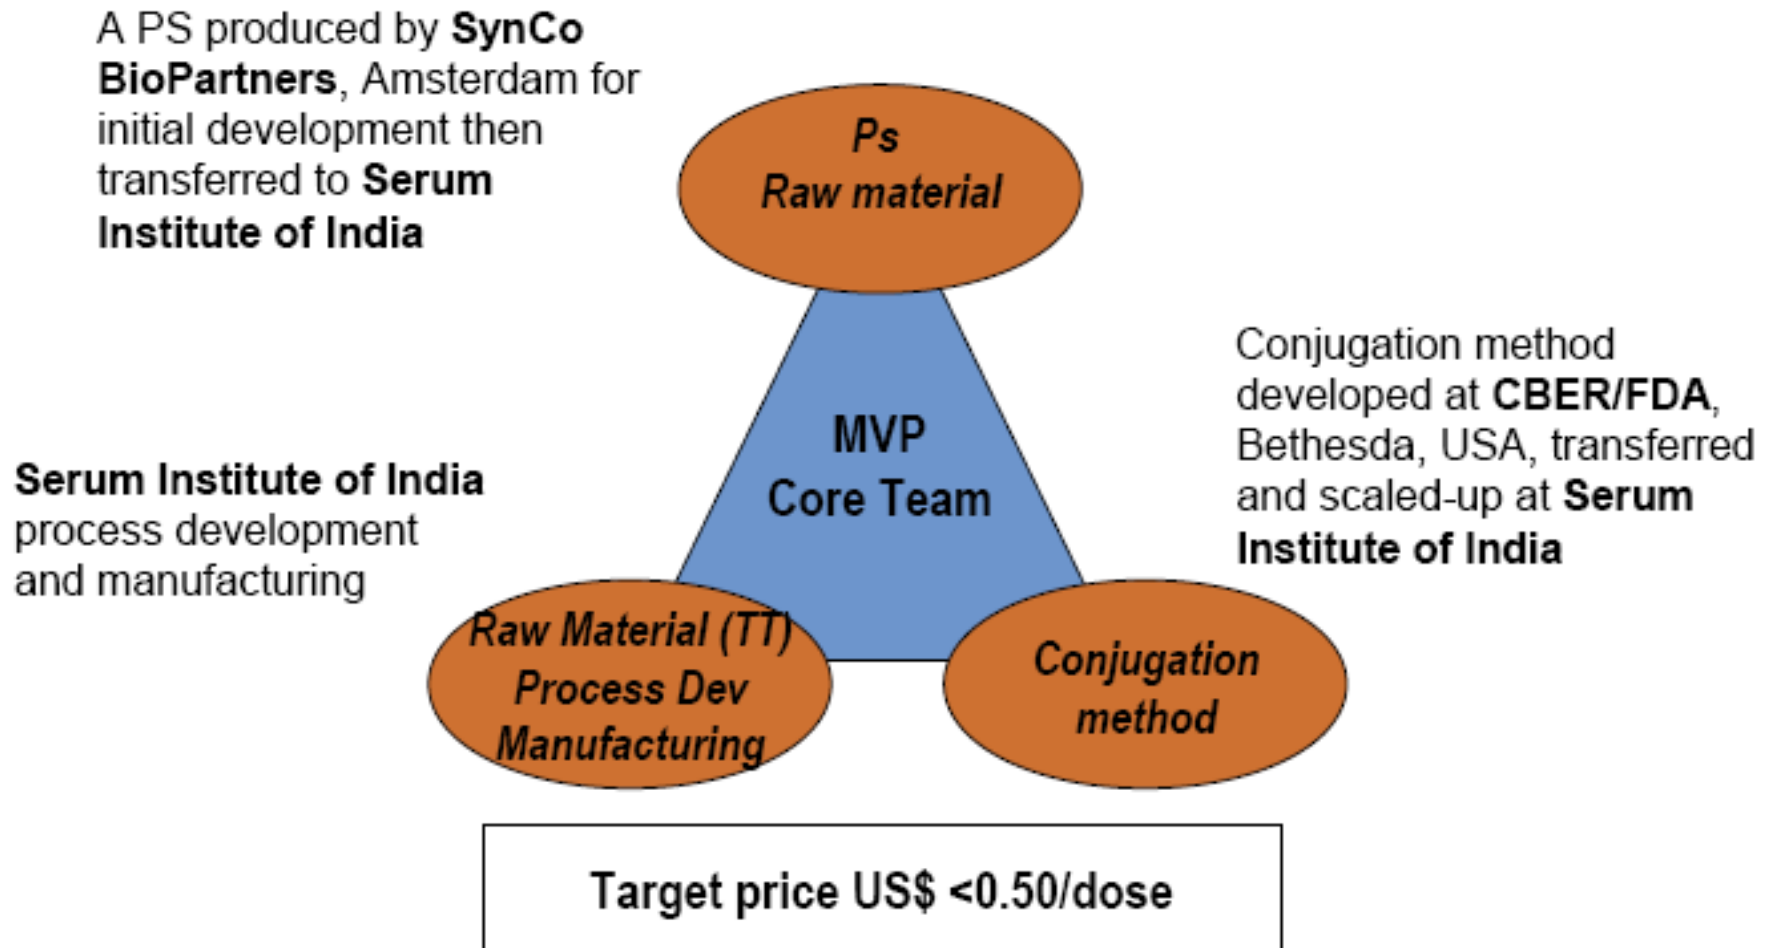 A PS produced by SynCo
BioPartners, Amsterdam for
initial development then
transferred to Serum
Institute of India
Ps
Raw material
Conjugation method
developed at CBER/FDA,
Bethesda, USA, transferred
and scaled-up at Serum
Institute of India
MVP
Core Team
Serum Institute of India
process development
and manufacturing
Raw Material (TT)
Process Dev
Manufacturing
Conjugation
method
Target price US$ <0.50/dose